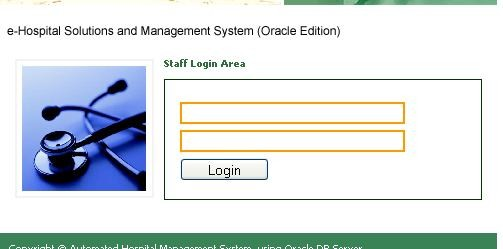 e-Hospital Solutions and Management System (Oracle Edition)
Staff Login Area
Login
Copyright © Automated Hospital Management System, using Oracle DB Server